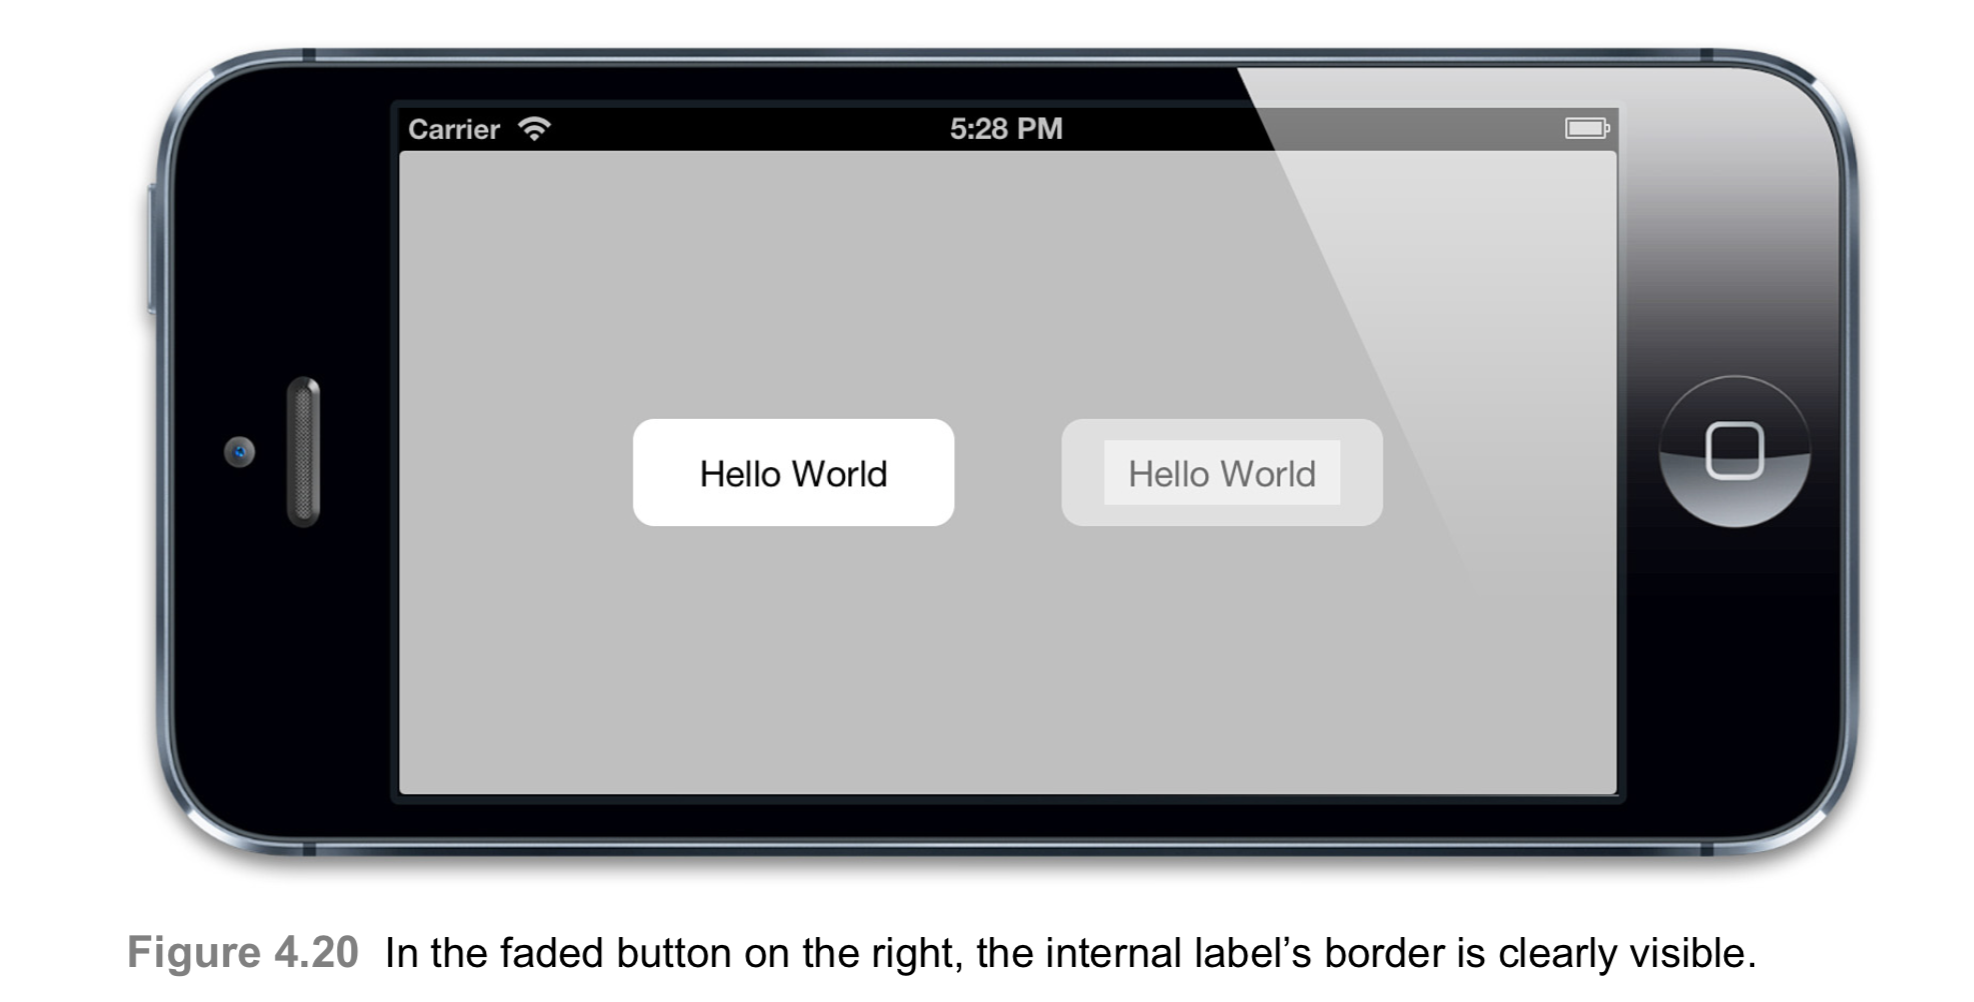 Carrier 5:28 PM
Hello World Hello World
Figure 4.20 In the faded button on the right, the internal label’s border is clearly visible.